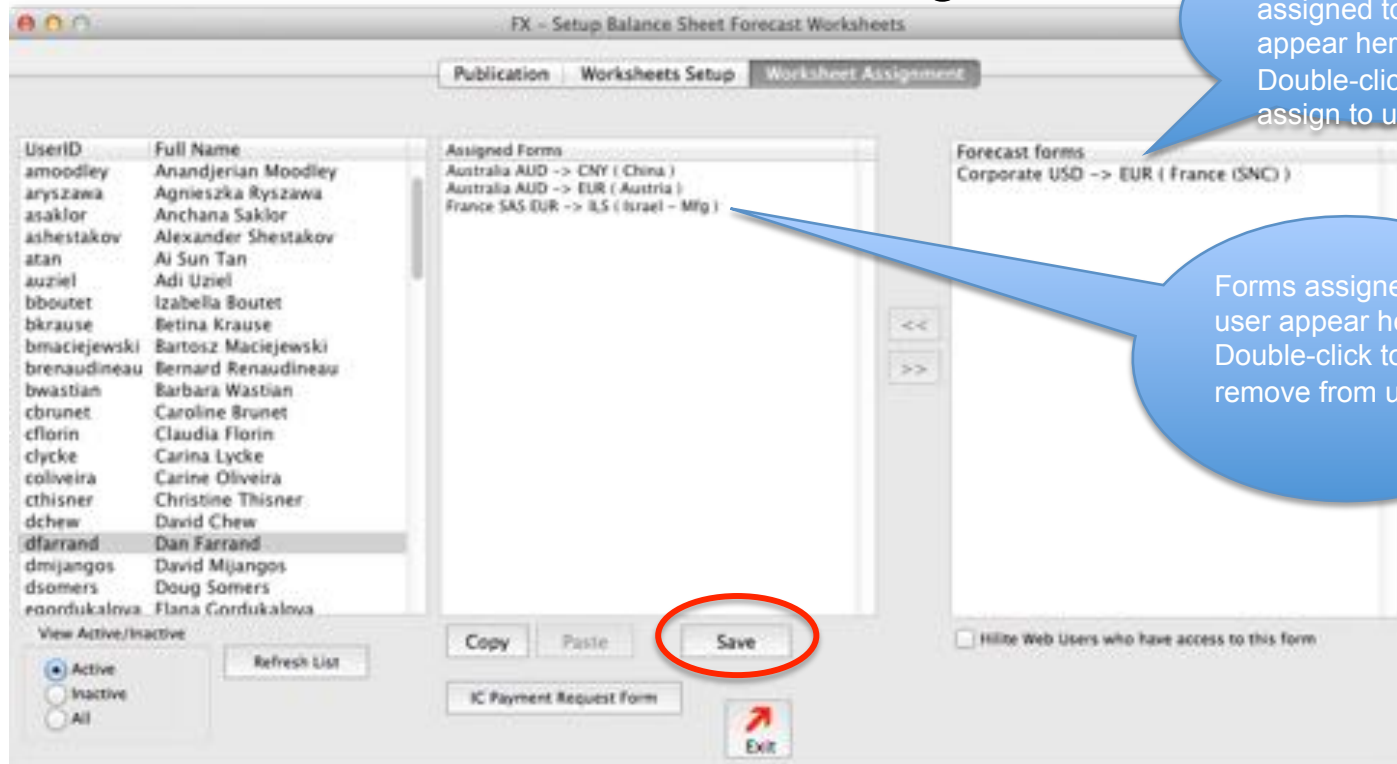 FX - Setup Balance Sheet Forecast Worksheets
Publication Worksheets Setup Worksheet Assignment
assigned to
appear her
Double-clic
assign to u
UserID Full Name
amoodley Anandjerian Moodley
aryszawa Agnieszka Ryszawa
asaklor Anchana Saklor
ashestakov Alexander Shestakov
atan Ai Sun Tan
auziel Adi Uziel
bboutet Izabella Boutet
bkrause Betina Krause
bmaciejewski Bartosz Maciejewski
brenaudineau Bernard Renaudineau
bwastian Barbara Wastian
cbrunet Caroline Brunet
cflorin Claudia Florin
clycke Carina Lycke
coliveira Carine Oliveira
cthisner Christine Thisner
dchew David Chew
dfarrand Dan Farrand
dmijangos David Mijangos
dsomers Doug Somers
egordukalova Elana Gordukalova
Assigned Forms
Australia AUD -> CNY ( China )
Australia AUD -> EUR ( Austria )
France SAS EUR -> ILS ( Israel - Mfg )
<<
>>
Forecast forms
Corporate USD -> EUR ( France (SNC) )
Forms assigne
user appear he
Double-click to
remove from u
View Active/Inactive
Active
Inactive
All
Refresh List
Copy Paste Save
IC Payment Request Form
Exit
Hilite Web Users who have access to this form